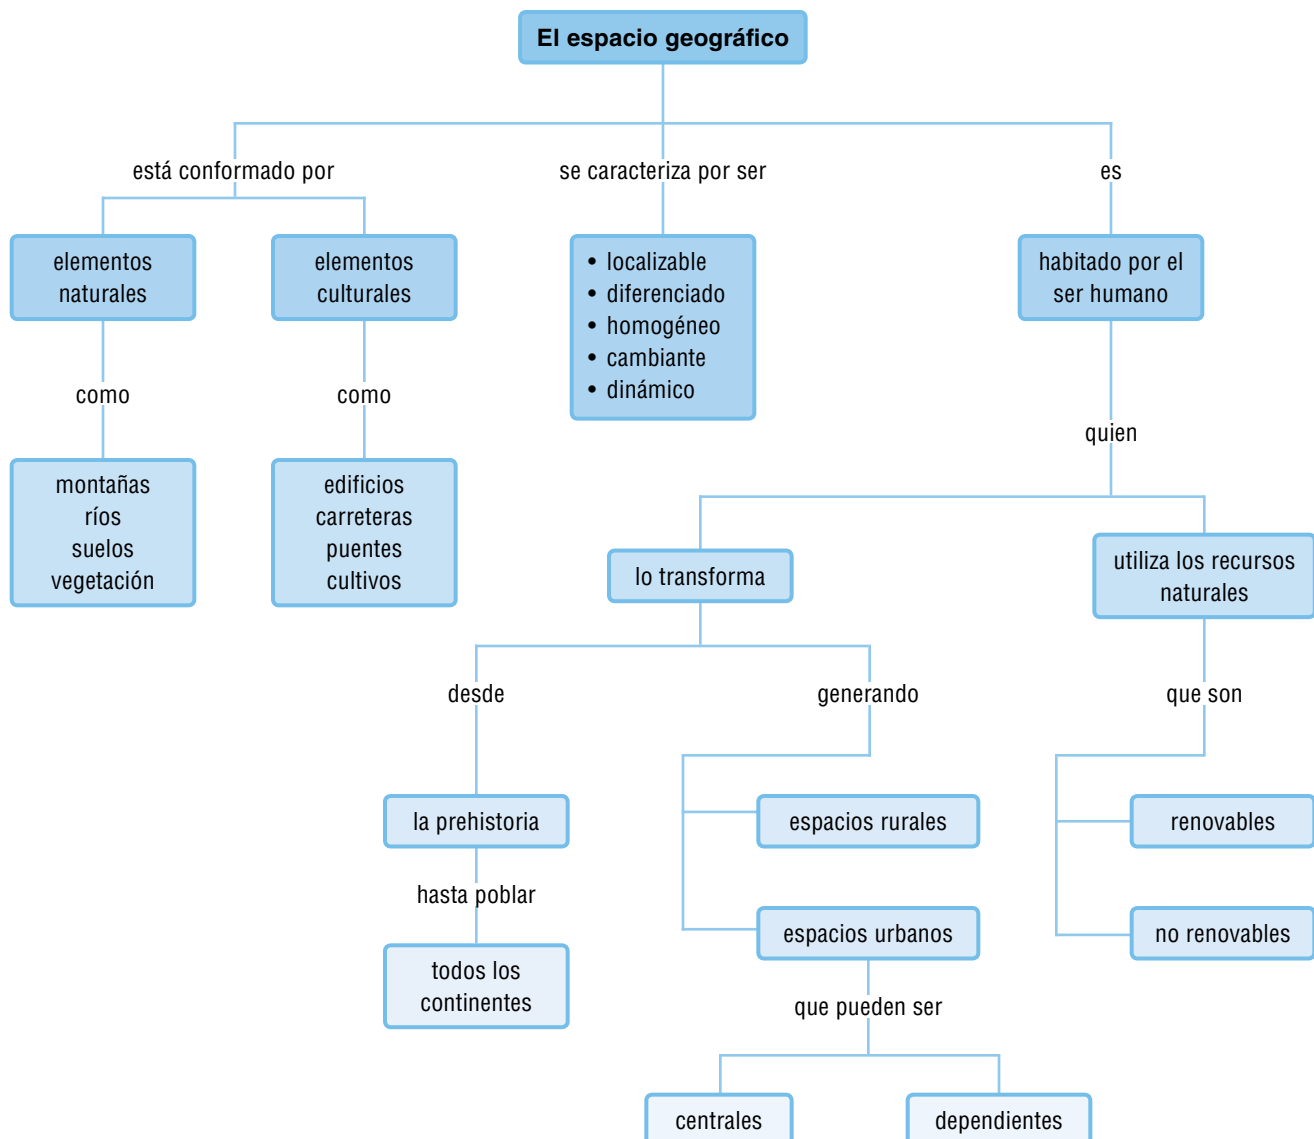 El espacio geográfico
está conformado por
se caracteriza por ser
es
elementos
naturales
elementos
culturales
• localizable
• diferenciado
• homogéneo
• cambiante
• dinámico
habitado por el
ser humano
como
como
quien
montañas
ríos
suelos
vegetación
edificios
carreteras
puentes
cultivos
lo transforma
utiliza los recursos
naturales
desde
generando
que son
la prehistoria
espacios rurales
renovables
hasta poblar
espacios urbanos
no renovables
todos los
continentes
que pueden ser
centrales
dependientes